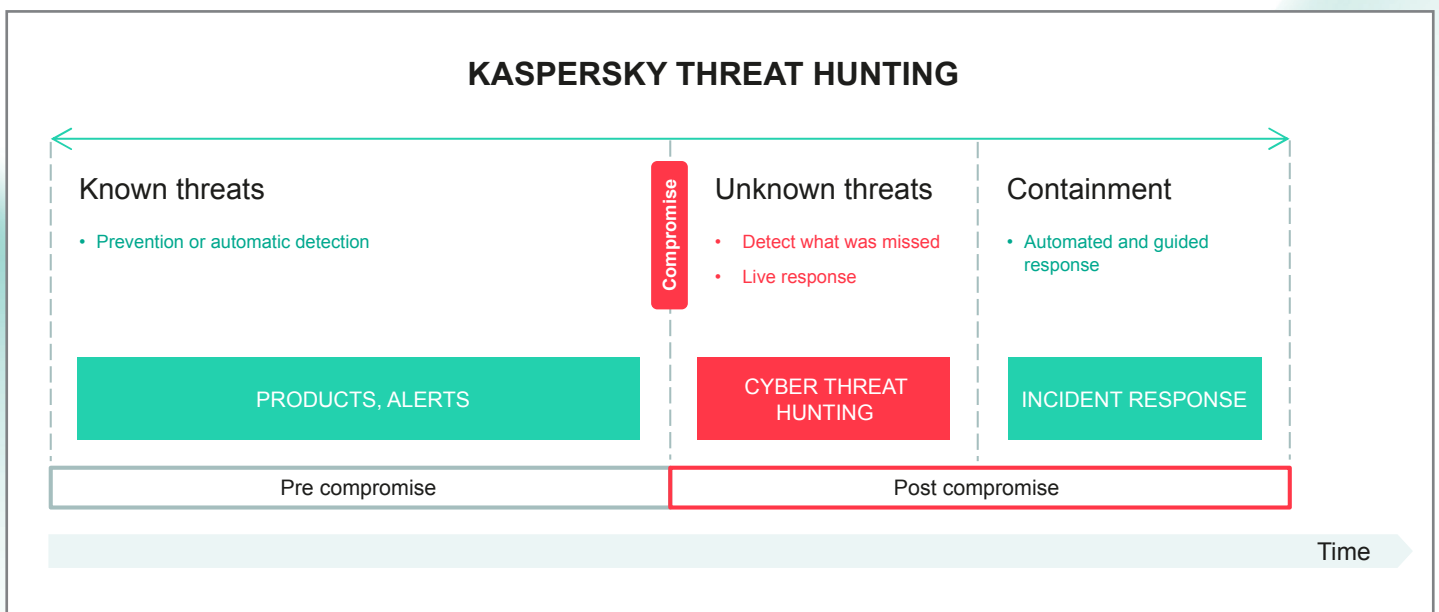 KASPERSKY THREAT HUNTING
Known threats
• Prevention or automatic detection
Compromise
Unknown threats
• Detect what was missed
• Live response
Containment
• Automated and guided
response
PRODUCTS, ALERTS
CYBER THREAT
HUNTING
INCIDENT RESPONSE
Pre compromise
Post compromise
Time